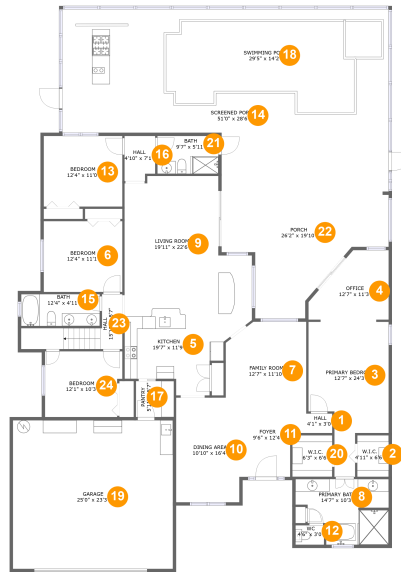 SWIMMING PO
18
29'5" x 14'2
SCREENED POR
14
51'0" x 28'6
BATH
21
9'7" x 5'11
HALL
16
4'10" x 7'1
BEDROOM
13
12'4" x 11'0
PORCH
22
26'2" x 19'10
LIVING ROOM
9
19'11" x 22'6
BEDROOM
6
12'4" x 11'1
OFFICE
4
12'7" x 11'3
BATH
15
12'4" x 4'11
HALL
23
KITCHEN
5
19'7" x 11'9
FAMILY ROOM
7
12'7" x 11'10
PRIMARY BEDRO
3
12'7" x 24'3
BEDROOM
24
12'1" x 10'3
PANTRY
17
HALL
1
4'1" x 3'0
FOYER
11
9'6" x 12'4
DINING AREA
10
10'10" x 16'4
W.I.C.
20
6'3" x 6'6
W.I.C.
2
4'11" x 6'6
GARAGE
19
25'0" x 23'3
PRIMARY BAT
8
14'7" x 10'3
WC
12
4'6" x 3'0